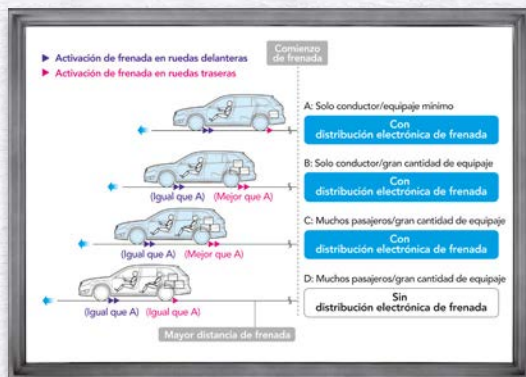 Comienzo
de frenada
Activación de frenada en ruedas delanteras
Activación de frenada en ruedas traseras
A: Solo conductor/equipaje mínimo
Con
distribución electrónica de frenada
B: Solo conductor/gran cantidad de equipaje
Con
distribución electrónica de frenada
(Igual que A) (Mejor que A)
C: Muchos pasajeros/gran cantidad de equipaje
Con
distribución electrónica de frenada
(Igual que A) (Mejor que A)
D: Muchos pasajeros/gran cantidad de equipaje
Sin
distribución electrónica de frenada
(Igual que A) (Igual que A)
Mayor distancia de frenada